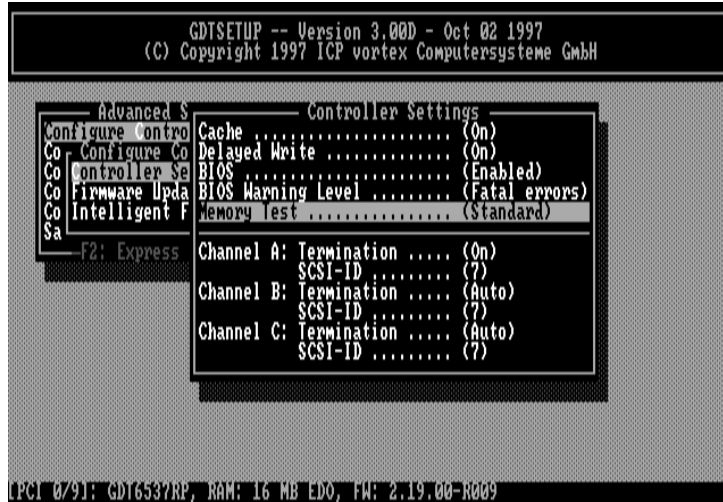 GDTSETUP -- Version 3.00D - Oct 02 1997
(C) Copyright 1997 ICP vortex Computersysteme GmbH
Advanced S
Configure Contro
Co
Configure Co
Co
Controller Se
Co
Firmware Upda
Co
Intelligent F
Sa
F2: Express
Controller Settings
Cache ...................... (On)
Delayed Write ............... (On)
BIOS ....................... (Enabled)
BIOS Warning Level ......... (Fatal errors)
Memory Test ................ (Standard)
Channel A: Termination ..... (On)
SCSI-ID ......... (7)
Channel B: Termination ..... (Auto)
SCSI-ID ......... (7)
Channel C: Termination ..... (Auto)
SCSI-ID ......... (7)
[PCI 0/9]: GDT6537RP, RAM: 16 MB EDO, FW: 2.19.00-R009